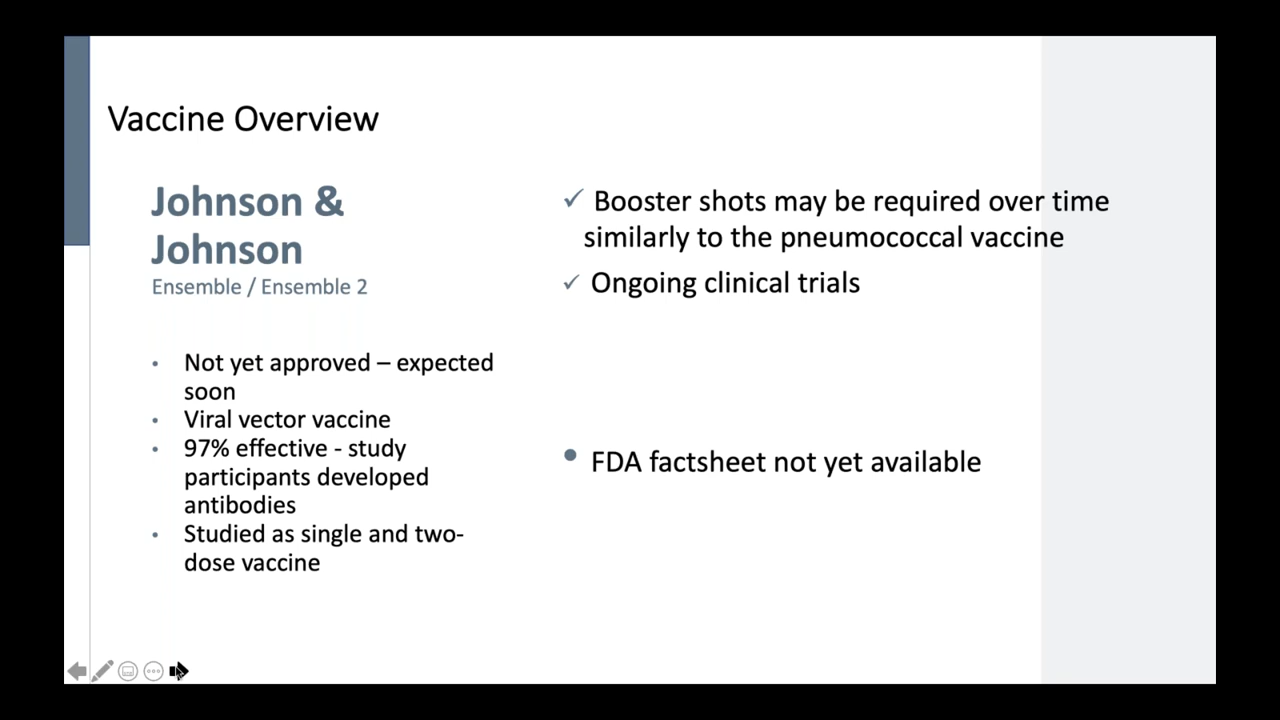 Vaccine Overview
Johnson &
Johnson
Ensemble / Ensemble 2
• Not yet approved – expected
soon
• Viral vector vaccine
• 97% effective - study
participants developed
antibodies
• Studied as single and two-
dose vaccine
✓ Booster shots may be required over time
similarly to the pneumococcal vaccine
✓ Ongoing clinical trials
• FDA factsheet not yet available